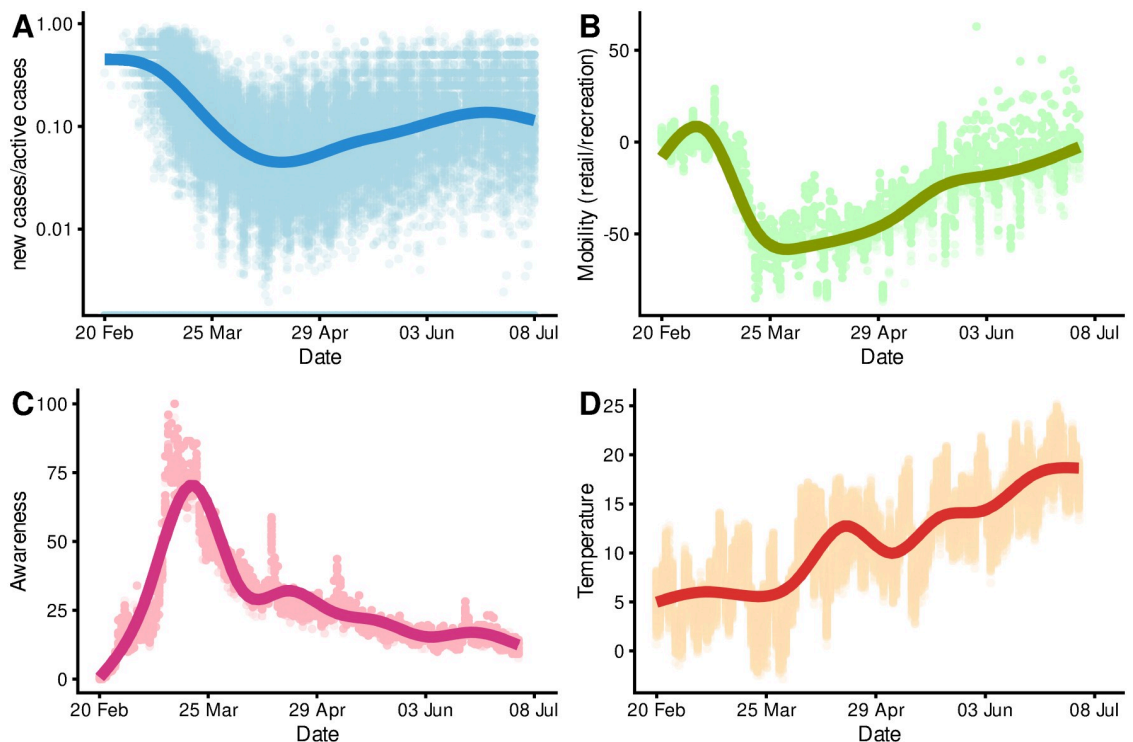 A
new cases/active cases
1.00
0.10
0.01
20 Feb 25 Mar 29 Apr 03 Jun 08 Jul
Date
B
Mobility (retail/recreation)
50
0
-50
20 Feb 25 Mar 29 Apr 03 Jun 08 Jul
Date
C
Awareness
100
75
50
25
0
20 Feb 25 Mar 29 Apr 03 Jun 08 Jul
Date
D
Temperature
25
20
15
10
5
0
20 Feb 25 Mar 29 Apr 03 Jun 08 Jul
Date